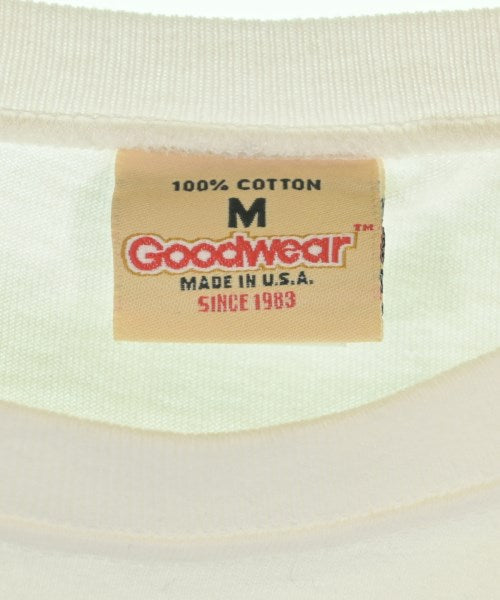 100% COTTON
M
Goodwear™
MADE IN U.S.A.
SINCE 1983